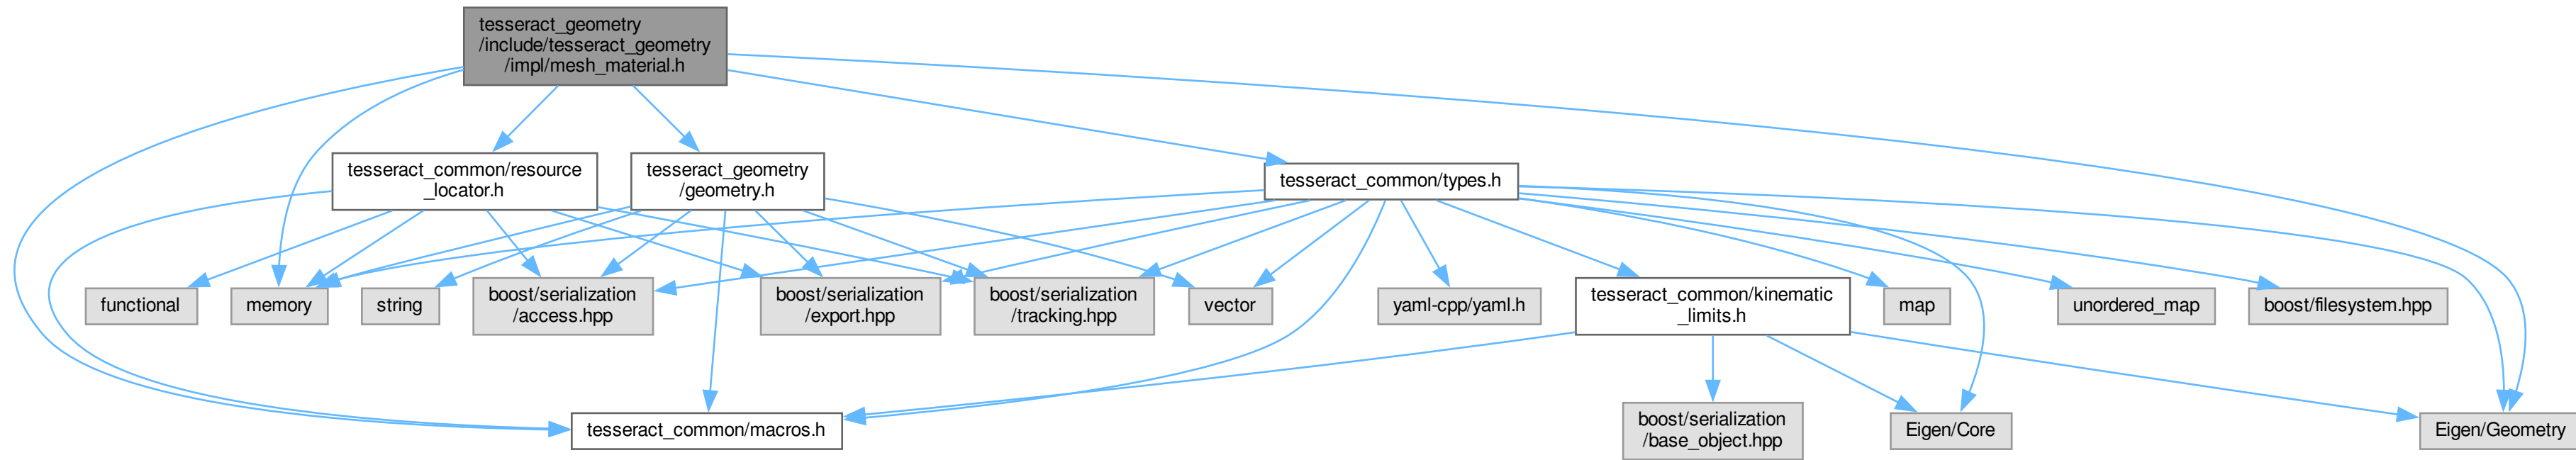 tesseract_geometry
/include/tesseract_geometry
/impl/mesh_material.h
tesseract_common/resource
_locator.h
tesseract_geometry
/geometry.h
tesseract_common/types.h
functional
memory
string
boost/serialization
/access.hpp
boost/serialization
/export.hpp
boost/serialization
/tracking.hpp
vector
yaml-cpp/yaml.h
tesseract_common/kinematic
_limits.h
map
unordered_map
boost/filesystem.hpp
tesseract_common/macros.h
boost/serialization
/base_object.hpp
Eigen/Core
Eigen/Geometry